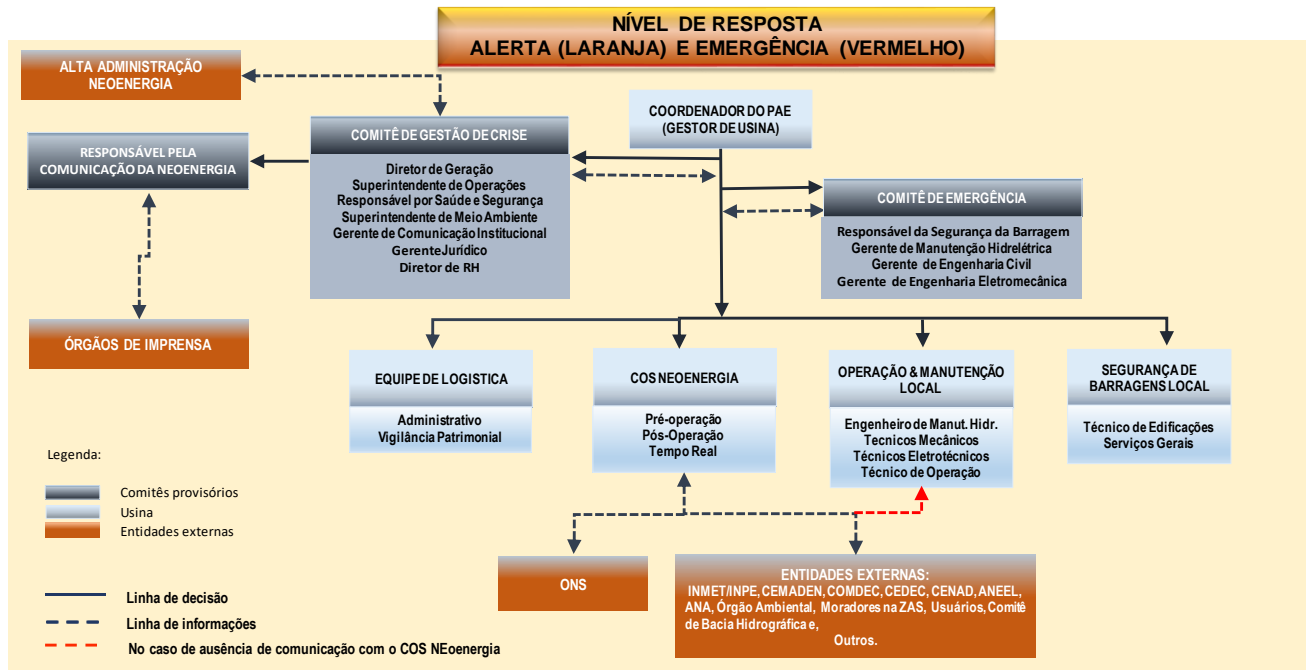 NÍVEL DE RESPOSTA
ALERTA (LARANJA) E EMERGÊNCIA (VERMELHO)
ALTA ADMINISTRAÇÃO
NEOENERGIA
COORDENADOR DO PAE
(GESTOR DE USINA)
RESPONSÁVEL PELA
COMUNICAÇÃO DA NEOENERGIA
COMITÊ DE GESTÃO DE CRISE
Diretor de Geração
Superintendente de Operações
Responsável por Saúde e Segurança
Superintendente de Meio Ambiente
Gerente de Comunicação Institucional
Gerente Jurídico
Diretor de RH
COMITÊ DE EMERGÊNCIA
Responsável da Segurança da Barragem
Gerente de Manutenção Hidrelétrica
Gerente de Engenharia Civil
Gerente de Engenharia Eletromecânica
ÓRGÃOS DE IMPRENSA
EQUIPE DE LOGISTICA
Administrativo
Vigilância Patrimonial
COS NEOENERGIA
Pré-operação
Pós-Operação
Tempo Real
OPERAÇÃO & MANUTENÇÃO
LOCAL
Engenheiro de Manut. Hidr.
Tecnicos Mecânicos
Técnicos Eletrotécnicos
Técnico de Operação
SEGURANÇA DE
BARRAGENS LOCAL
Técnico de Edificações
Serviços Gerais
ONS
ENTIDADES EXTERNAS:
INMET/INPE, CEMADEN, COMDEC, CEDEC, CENAD, ANEEL,
ANA, Órgão Ambiental, Moradores na ZAS, Usuários, Comitê
de Bacia Hidrográfica e,
Outros.
Legenda:
Comitês provisórios
Usina
Entidades externas
Linha de decisão
Linha de informações
No caso de ausência de comunicação com o COS NEoenergia